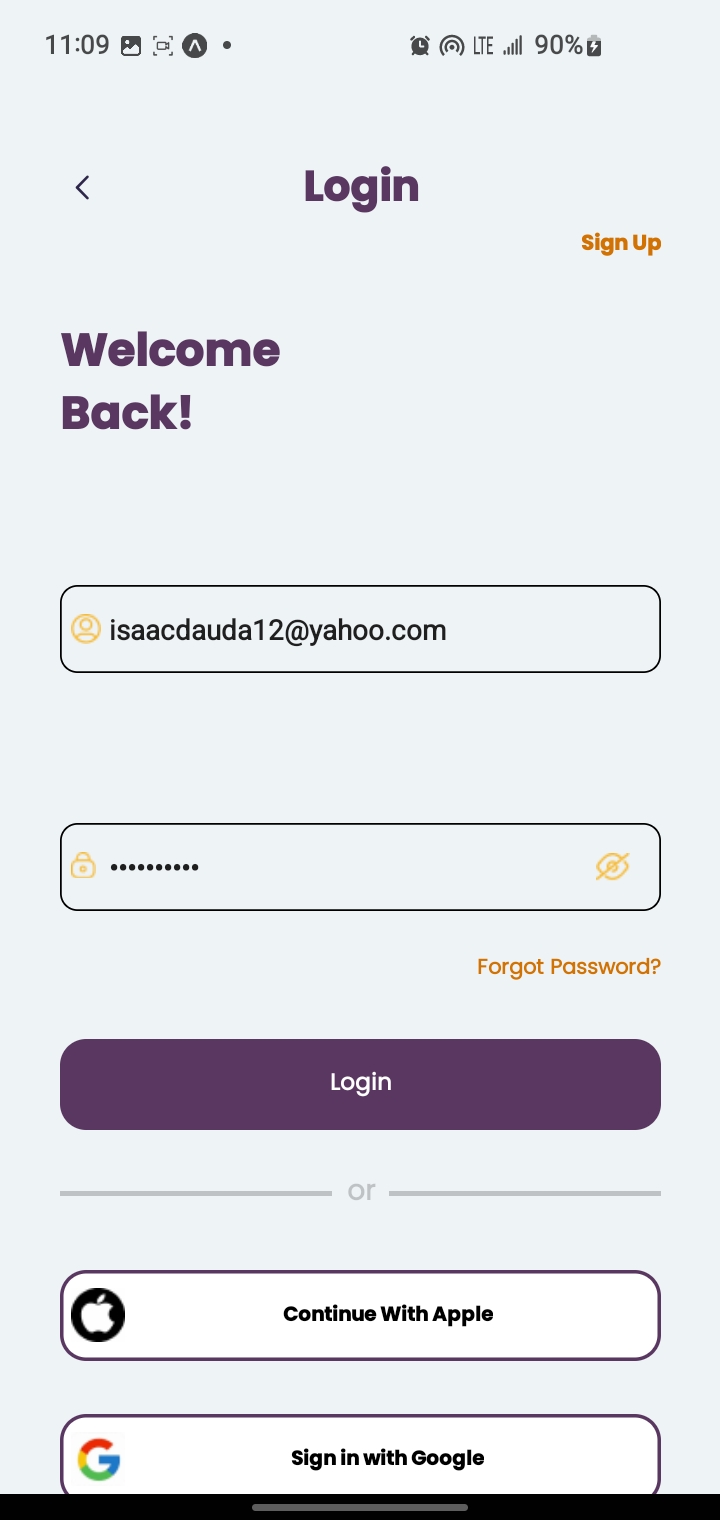 11:09 LTE 90%
Login
Sign Up
Welcome
Back!
isaacdauda12@yahoo.com
••••••••••
Forgot Password?
Login
or
Continue With Apple
Sign in with Google